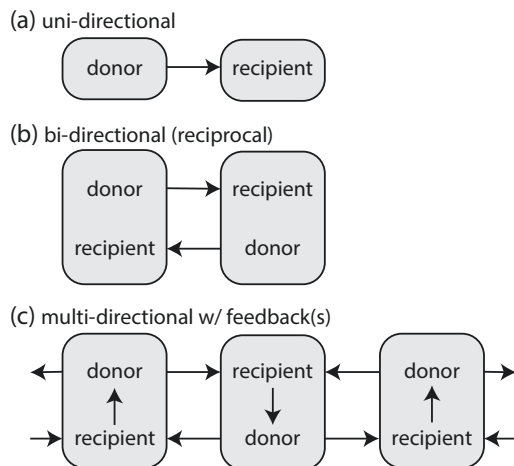 (a) uni-directional
donor recipient
(b) bi-directional (reciprocal)
donor recipient
recipient donor
(c) multi-directional w/ feedback(s)
donor recipient donor
recipient donor recipient